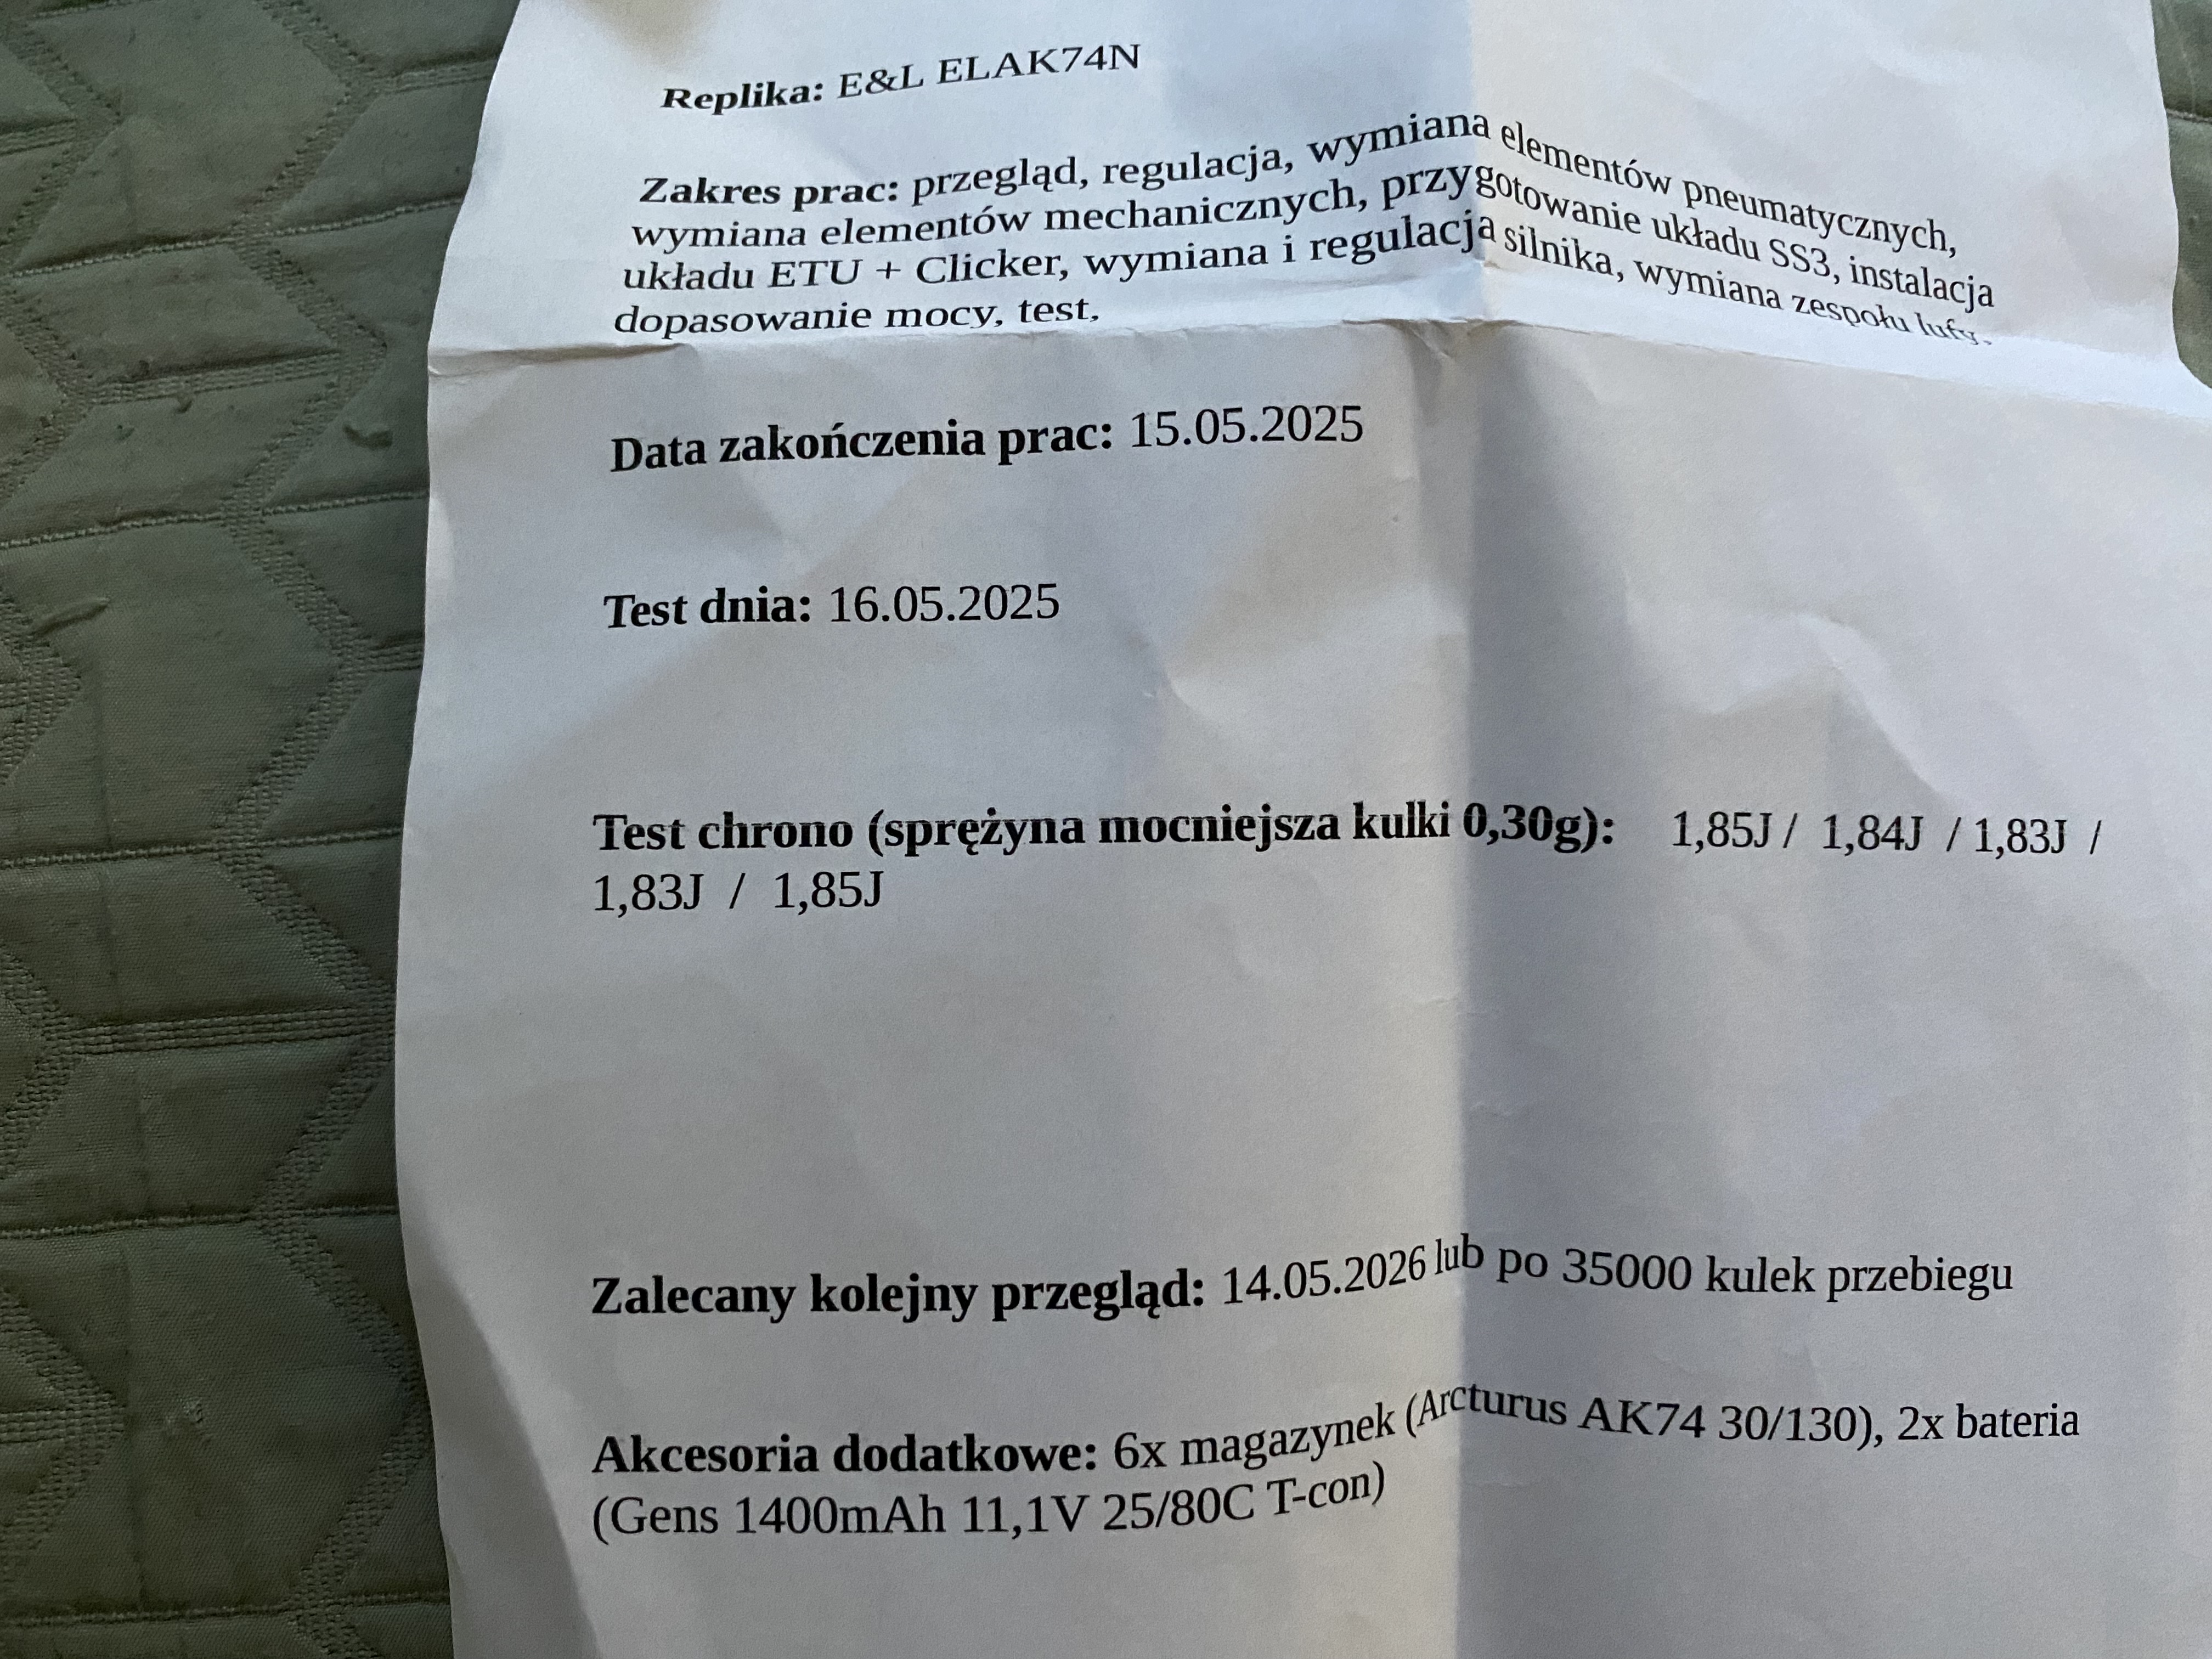 Replika: E&L ELAK74N
Zakres prac: przegląd, regulacja, wymiana elementów pneumatycznych,
wymiana elementów mechanicznych, przygotowanie układu SS3, instalacja
układu ETU + Clicker, wymiana i regulacja silnika, wymiana zespołu lufy,
dopasowanie mocy, test,
Data zakończenia prac: 15.05.2025
Test dnia: 16.05.2025
Test chrono (sprężyna mocniejsza kulki 0,30g): 1,85J / 1,84J / 1,83J /
1,83J / 1,85J
Zalecany kolejny przegląd: 14.05.2026 lub po 35000 kulek przebiegu
Akcesoria dodatkowe: 6x magazynek (Arcturus AK74 30/130), 2x bateria
(Gens 1400mAh 11,1V 25/80C T-con)